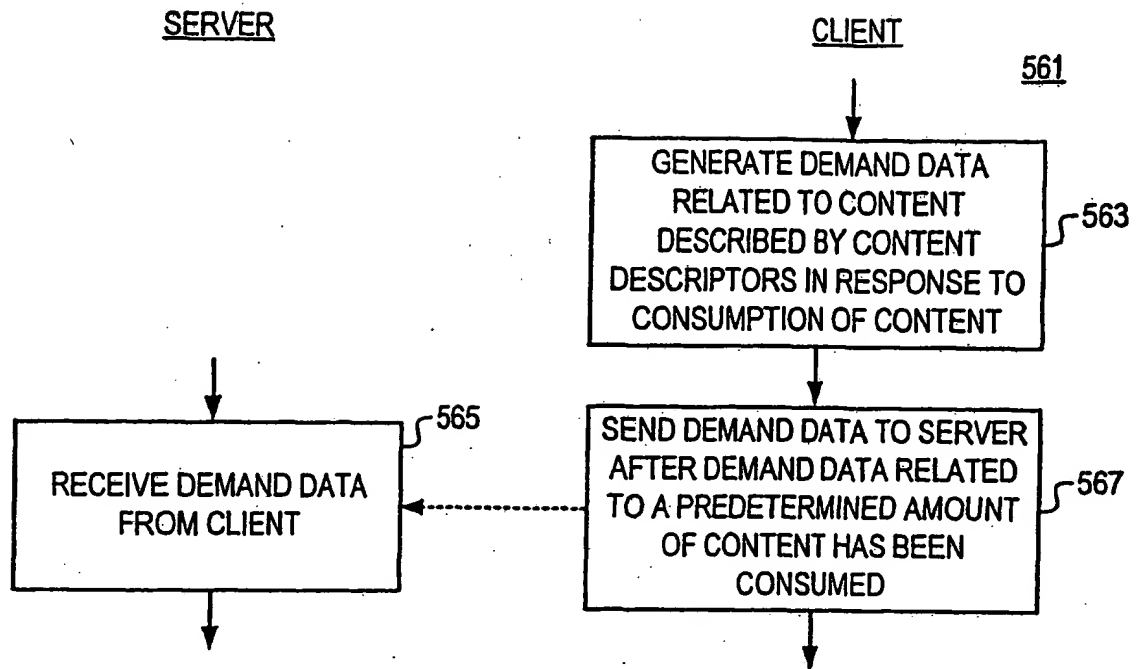 SERVER
CLIENT
561
GENERATE DEMAND DATA
RELATED TO CONTENT
DESCRIBED BY CONTENT
DESCRIPTORS IN RESPONSE TO
CONSUMPTION OF CONTENT
563
565
RECEIVE DEMAND DATA
FROM CLIENT
SEND DEMAND DATA TO SERVER
AFTER DEMAND DATA RELATED
TO A PREDETERMINED AMOUNT
OF CONTENT HAS BEEN
CONSUMED
567